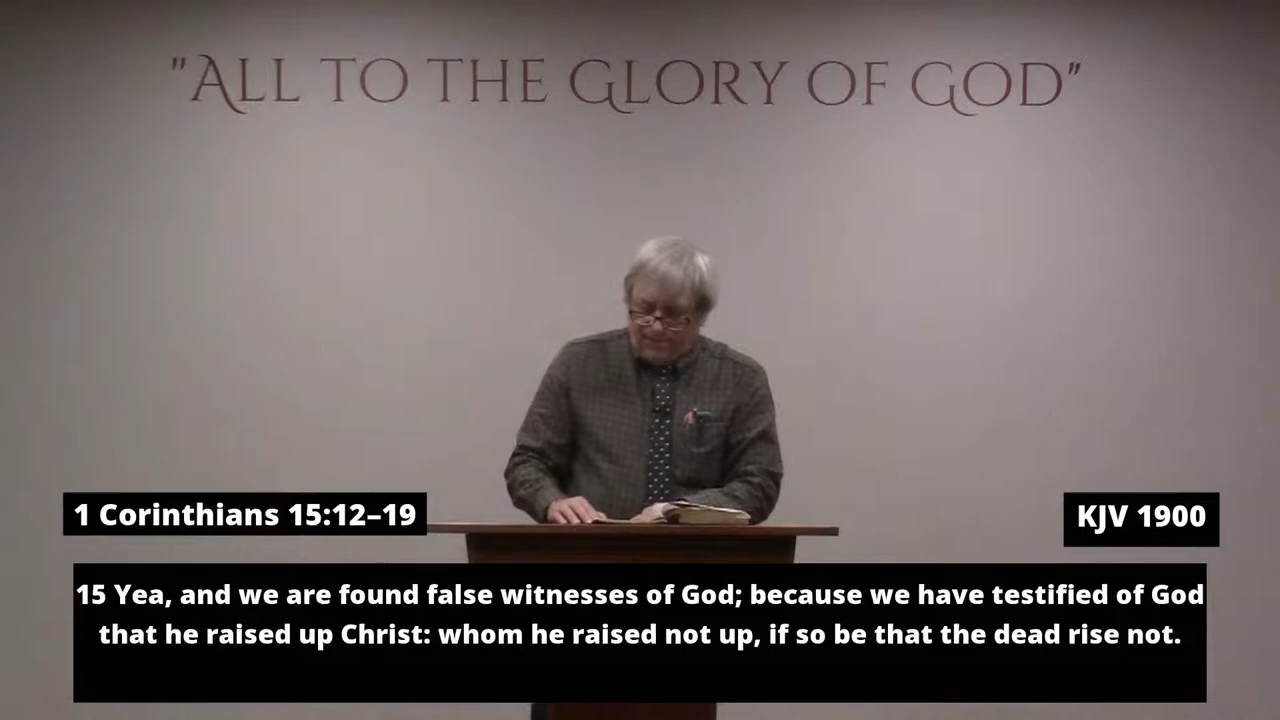 "ALL TO THE GLORY OF GOD"
1 Corinthians 15:12–19
KJV 1900
15 Yea, and we are found false witnesses of God; because we have testified of God
that he raised up Christ: whom he raised not up, if so be that the dead rise not.